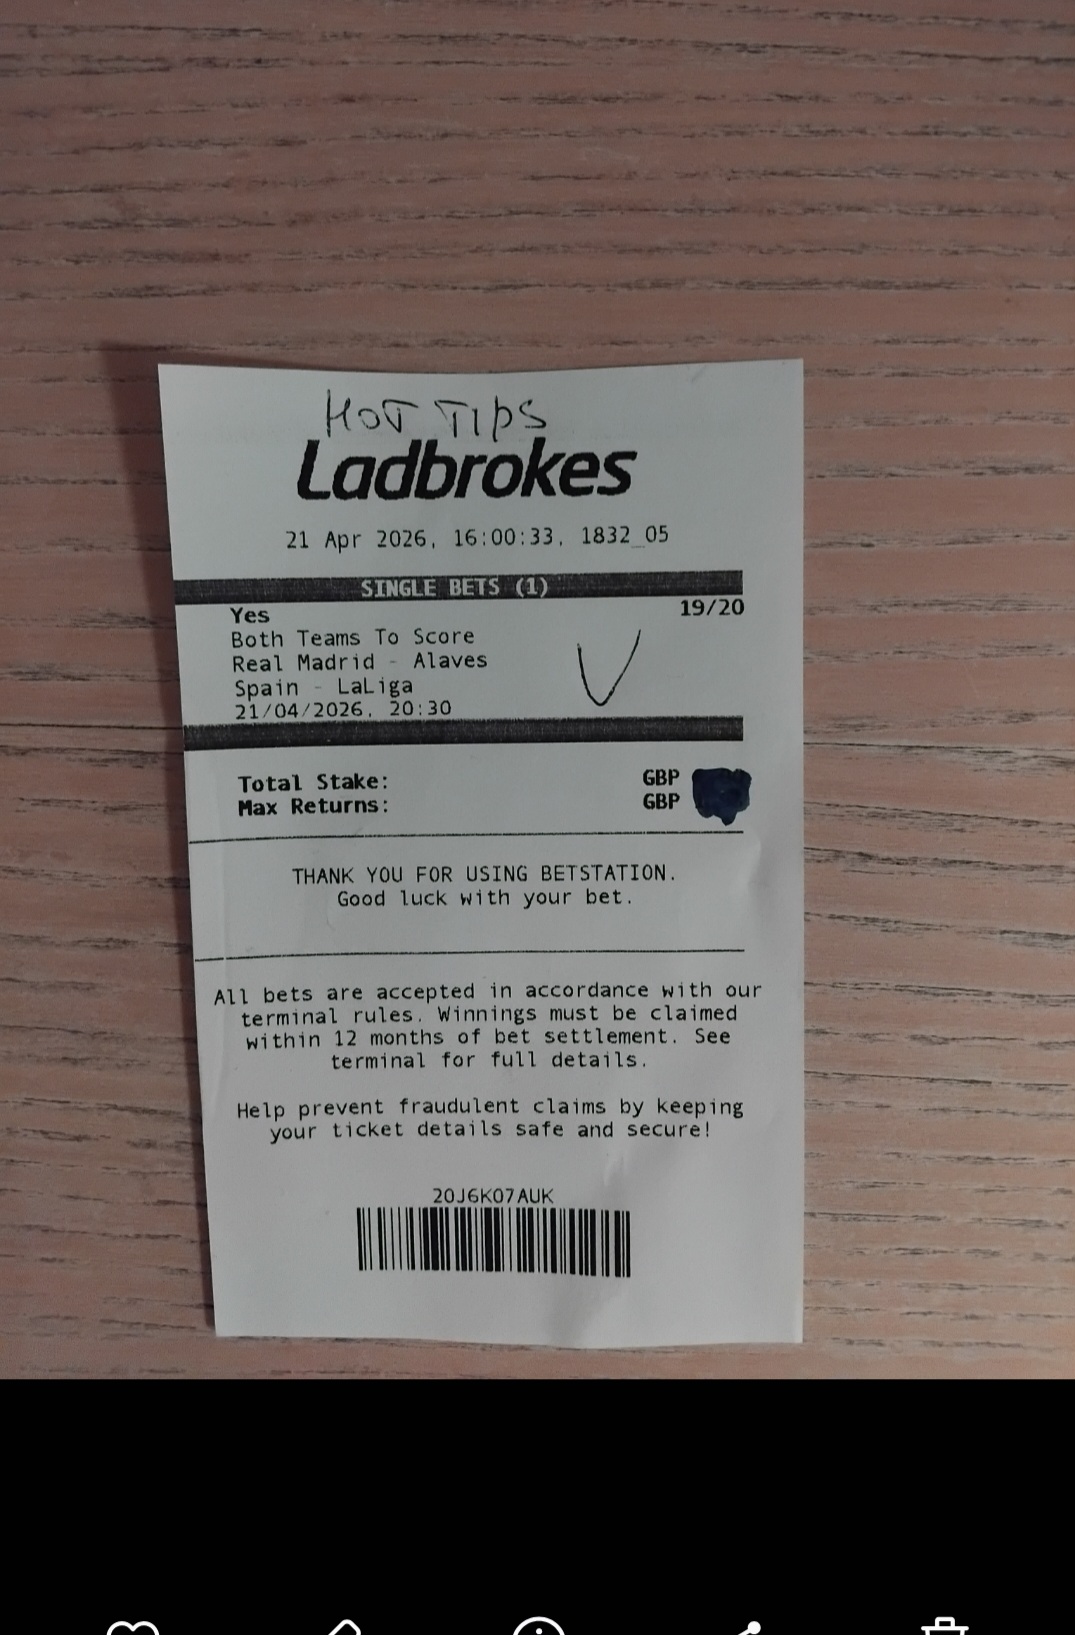 HOT TIPS
Ladbrokes
21 Apr 2026, 16:00:33, 1832_05
SINGLE BETS (1)
Yes 19/20
Both Teams To Score
Real Madrid - Alaves
Spain - LaLiga
21/04/2026, 20:30
Total Stake: GBP
Max Returns: GBP
THANK YOU FOR USING BETSTATION.
Good luck with your bet.
All bets are accepted in accordance with our
terminal rules. Winnings must be claimed
within 12 months of bet settlement. See
terminal for full details.
Help prevent fraudulent claims by keeping
your ticket details safe and secure!
20J6K07AUK